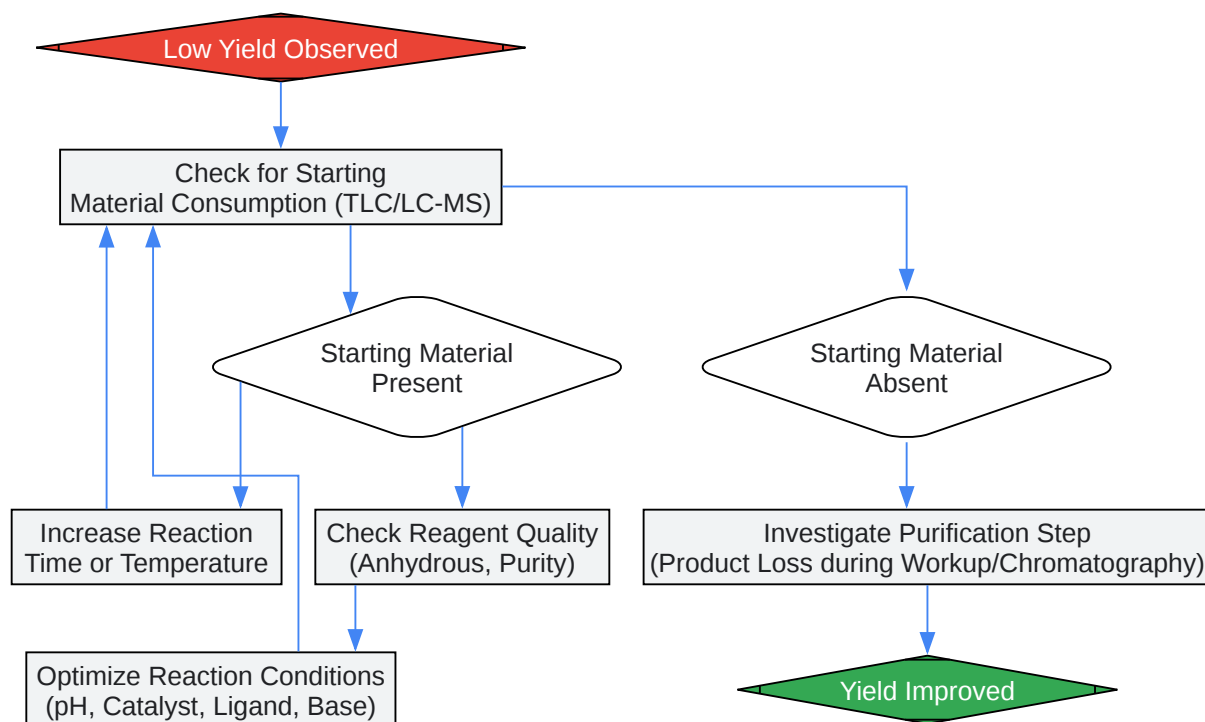 Low Yield Observed
Check for Starting
Material Consumption (TLC/LC-MS)
Starting Material
Present
Starting Material
Absent
Increase Reaction
Time or Temperature
Check Reagent Quality
(Anhydrous, Purity)
Investigate Purification Step
(Product Loss during Workup/Chromatography)
Optimize Reaction Conditions
(pH, Catalyst, Ligand, Base)
Yield Improved